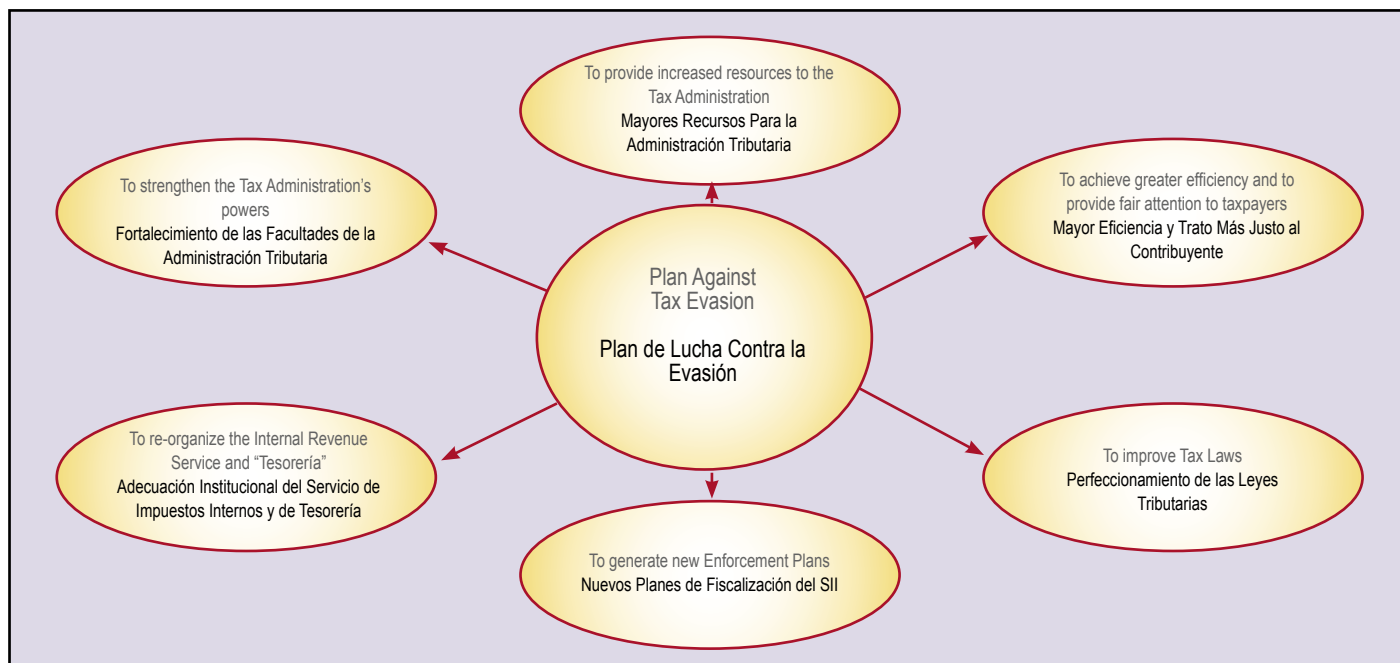 To provide increased resources to the
Tax Administration
Mayores Recursos Para la
Administración Tributaria
To strengthen the Tax Administration's
powers
Fortalecimiento de las Facultades de la
Administración Tributaria
To achieve greater efficiency and to
provide fair attention to taxpayers
Mayor Eficiencia y Trato Más Justo al
Contribuyente
Plan Against
Tax Evasion
Plan de Lucha Contra la
Evasión
To re-organize the Internal Revenue
Service and “Tesorería”
Adecuación Institucional del Servicio de
Impuestos Internos y de Tesorería
To improve Tax Laws
Perfeccionamiento de las Leyes
Tributarias
To generate new Enforcement Plans
Nuevos Planes de Fiscalización del SII